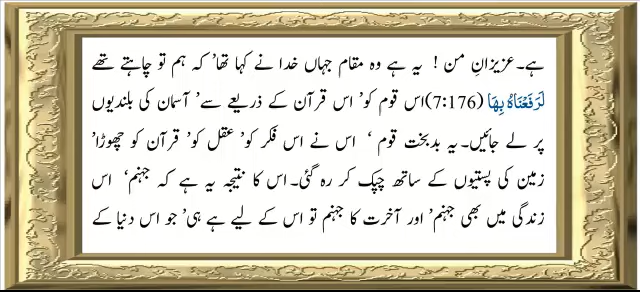 ہے۔عزیزانِ من ! یہ ہے وہ مقام جہاں خدا نے کہا تھا’ کہ ہم تو چاہتے تھے
لَرَفَعْنَاهُ بِهَا (7:176)اس قوم کو’ اس قرآن کے ذریعے سے’ آسمان کی بلندیوں
پر لے جائیں۔یہ بدبخت قوم ‘ اس نے اس فکر کو’ عقل کو’ قرآن کو چھوڑا’
زمین کی پستیوں کے ساتھ چپک کر رہ گئی۔اس کا نتیجہ یہ ہے کہ جہنم‘ اس
زندگی میں بھی جہنم’ اور آخرت کا جہنم تو اس کے لیے ہے ہی’ جو اس دنیا کے